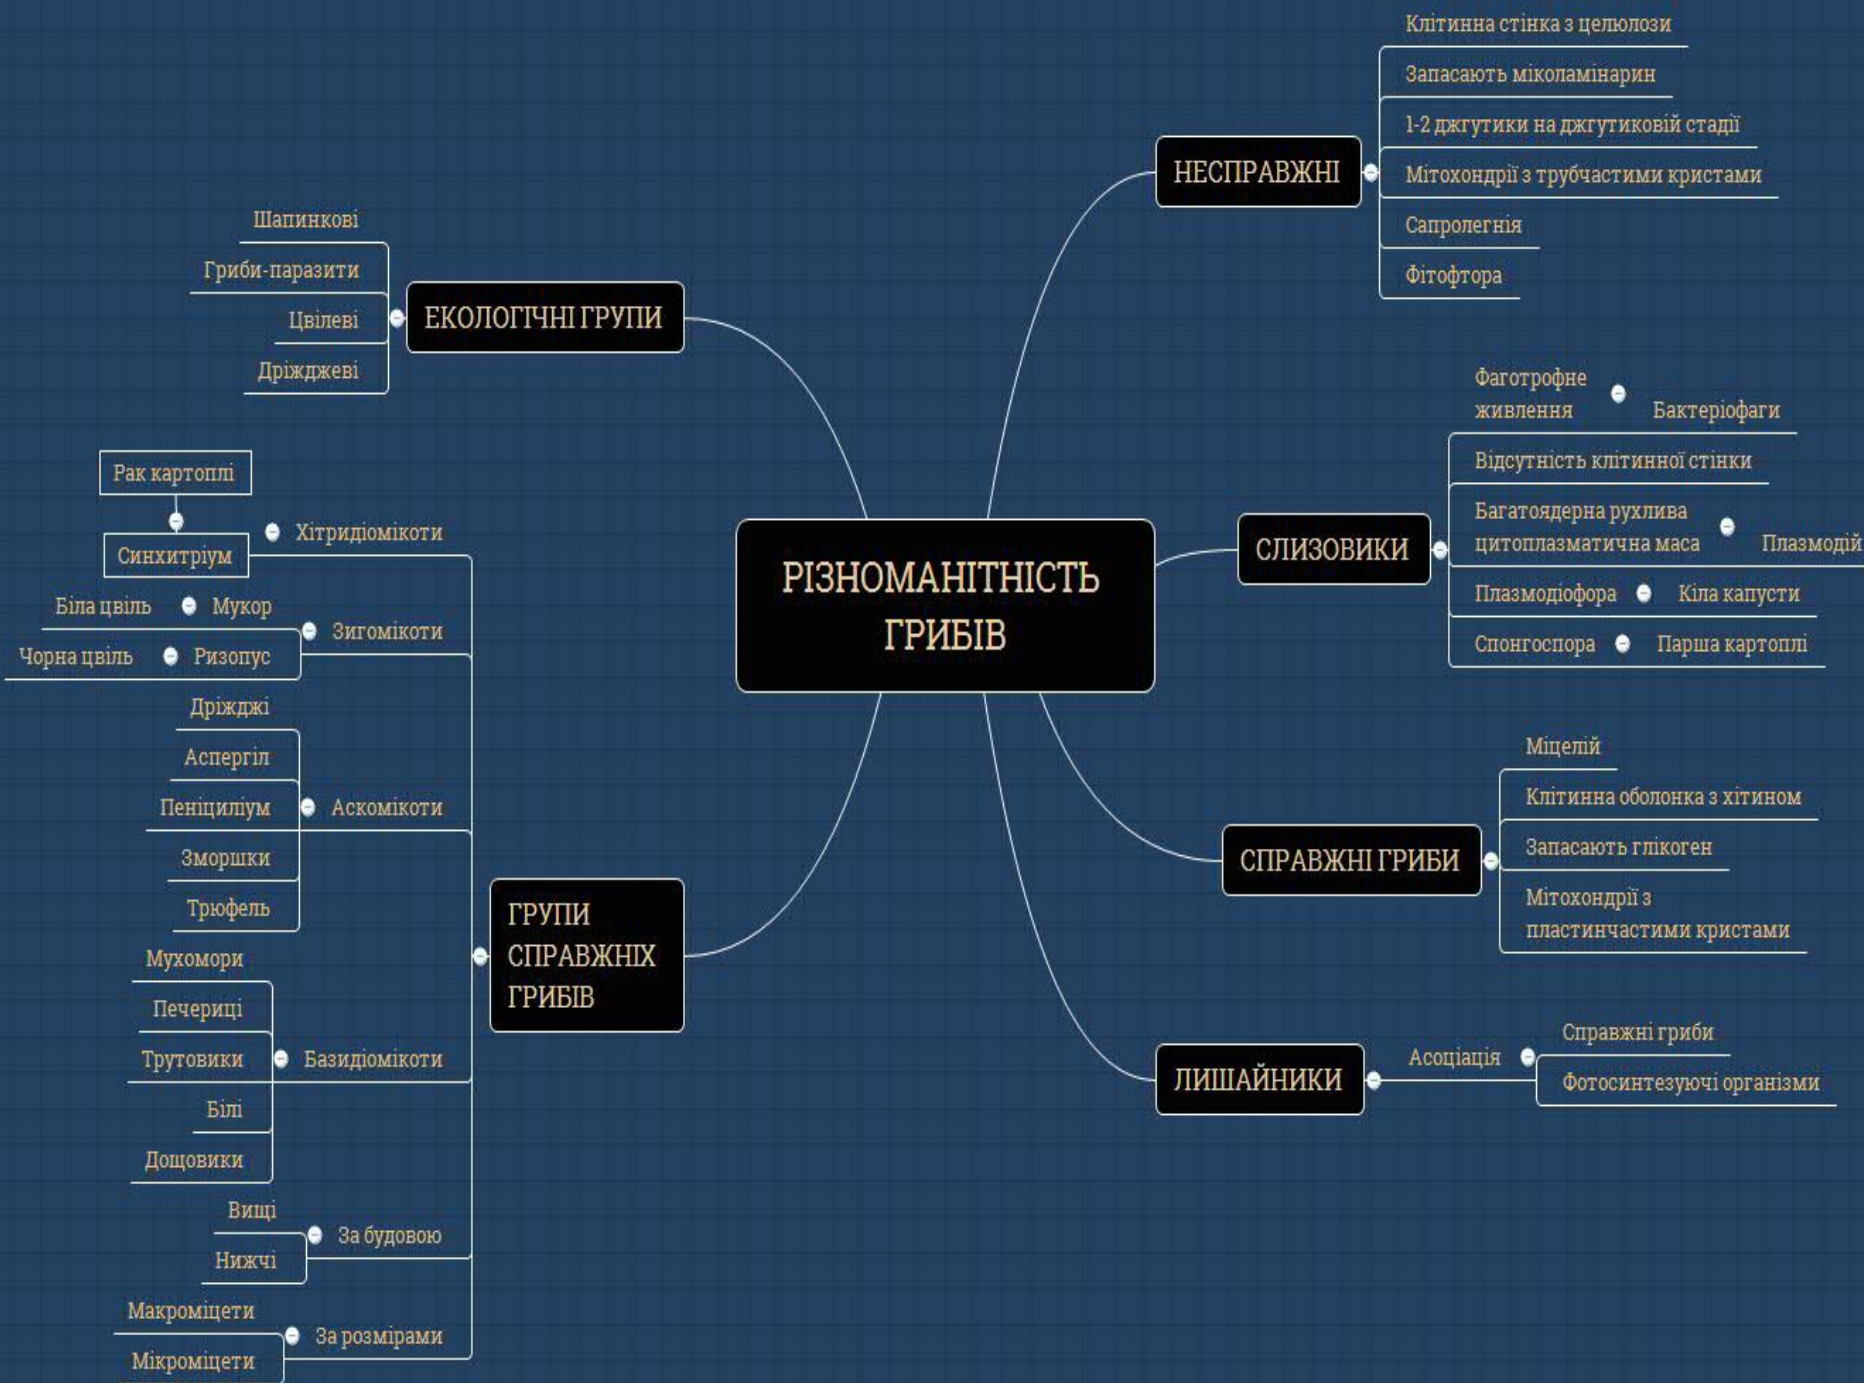 РІЗНОМАНІТНІСТЬ
ГРИБІВ
НЕСПРАВЖНІ
Клітинна стінка з целюлози
Запасають міколамінарин
1-2 джгутики на джгутиковій стадії
Мітохондрії з трубчастими кристами
Сапролегнія
Фітофтора
СЛИЗОВИКИ
Фаготрофне
живлення
Бактеріофаги
Відсутність клітинної стінки
Багатоядерна рухлива
цитоплазматична маса
Плазмодій
Плазмодіофора
Кіла капусти
Спонгоспора
Парша картоплі
СПРАВЖНІ ГРИБИ
Міцелій
Клітинна оболонка з хітином
Запасають глікоген
Мітохондрії з
пластинчастими кристами
ЛИШАЙНИКИ
Асоціація
Справжні гриби
Фотосинтезуючі організми
ЕКОЛОГІЧНІ ГРУПИ
Шапинкові
Гриби-паразити
Цвілеві
Дріжджеві
ГРУПИ
СПРАВЖНІХ
ГРИБІВ
Хітридіомікоти
Синхитріум
Рак картоплі
Зигомікоти
Мукор
Біла цвіль
Ризопус
Чорна цвіль
Аскомікоти
Дріжджі
Аспергіл
Пеніциліум
Зморшки
Трюфель
Базидіомікоти
Мухомори
Печериці
Трутовики
Білі
Дощовики
За будовою
Вищі
Нижчі
За розмірами
Макроміцети
Мікроміцети